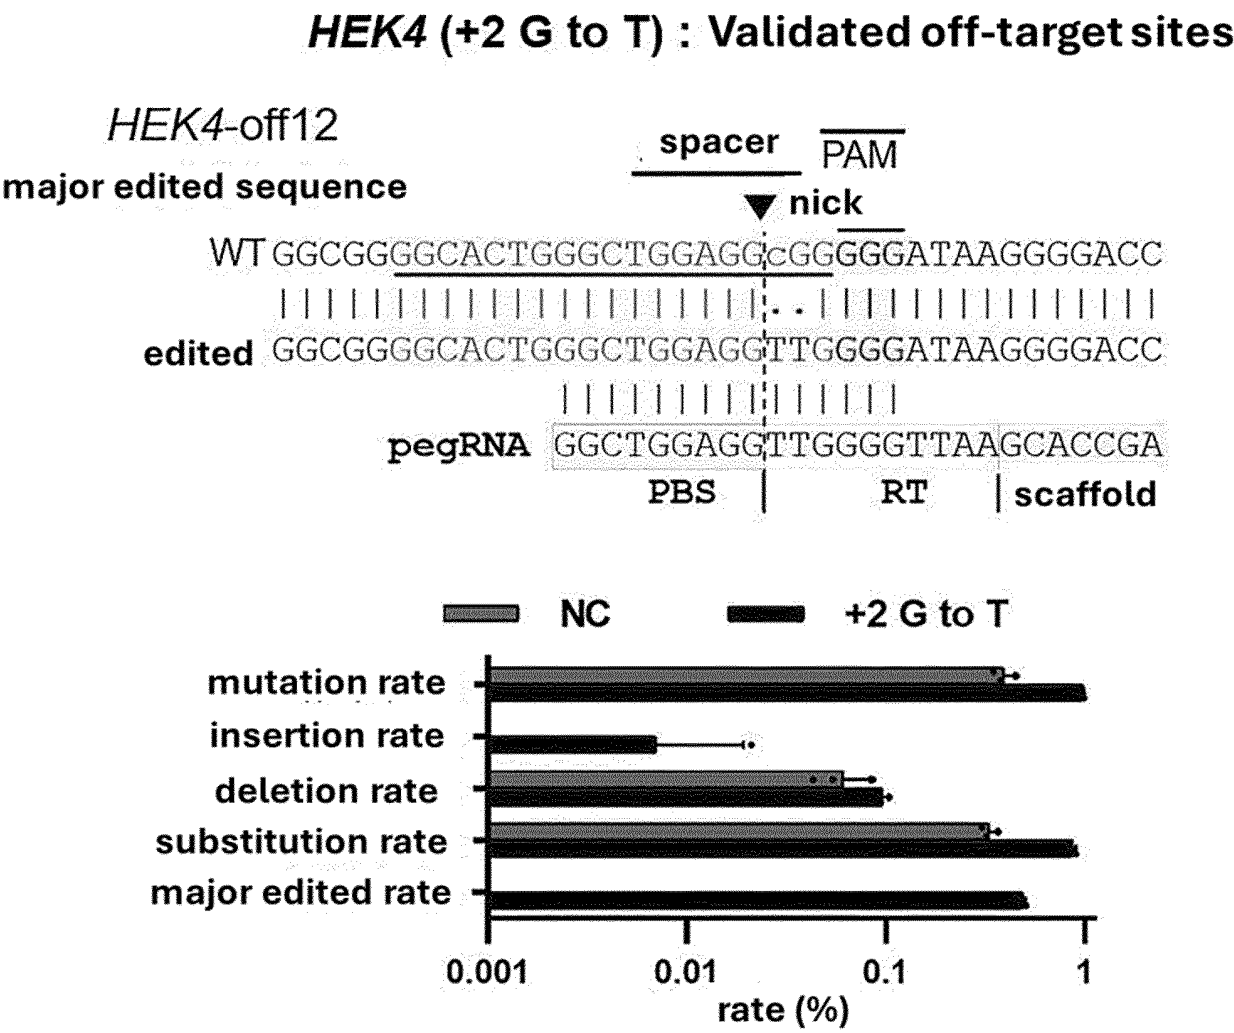 HEK4 (+2 G to T) : Validated off-target sites
HEK4-off12
major edited sequence
spacer
PAM
nick
WT GGCGGGGCACTGGGCTGGAGGcGGGGGATAAGGGGACC
edited GGCGGGGCACTGGGCTGGAGGTTGGGGATAAGGGGACC
pegRNA GGCTGGAGGTTGGGGTTAAGCACCGA
PBS | RT | scaffold
NC
+2 G to T
mutation rate
insertion rate
deletion rate
substitution rate
major edited rate
0.001 0.01 0.1 1
rate (%)